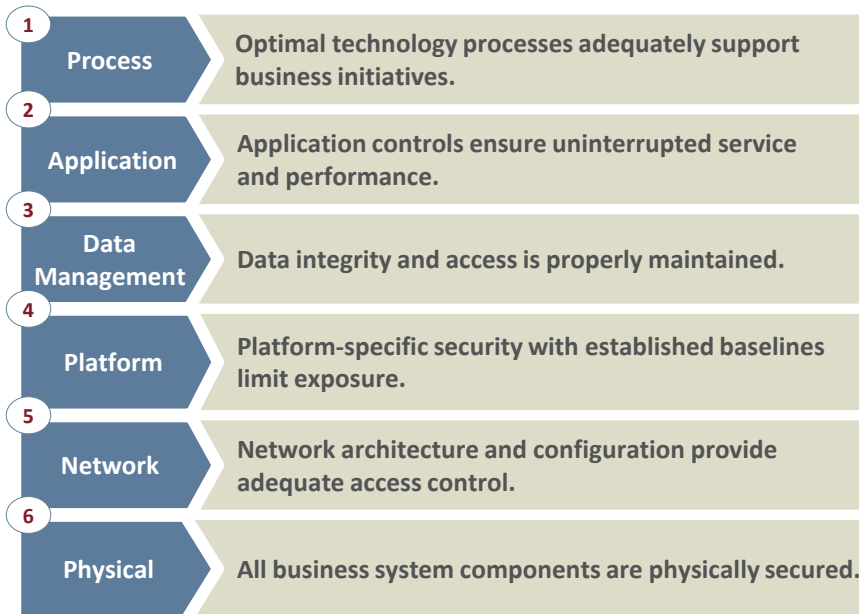 1
Process
Optimal technology processes adequately support
business initiatives.
2
Application
Application controls ensure uninterrupted service
and performance.
3
Data
Management
Data integrity and access is properly maintained.
4
Platform
Platform-specific security with established baselines
limit exposure.
5
Network
Network architecture and configuration provide
adequate access control.
6
Physical
All business system components are physically secured.